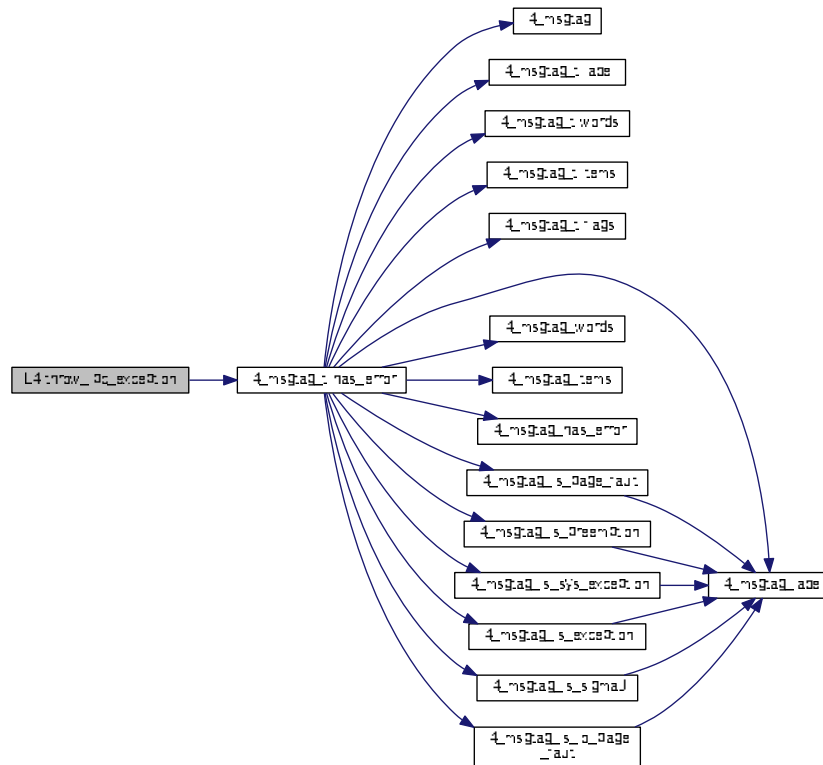 L4::throw_ipc_exception
l4_msgtag_t::has_error
l4_msgtag
l4_msgtag_t::label
l4_msgtag_t::words
l4_msgtag_t::items
l4_msgtag_t::flags
l4_msgtag_words
l4_msgtag_items
l4_msgtag_has_error
l4_msgtag_is_page_fault
l4_msgtag_is_preemption
l4_msgtag_is_sys_exception
l4_msgtag_is_exception
l4_msgtag_is_sigma0
l4_msgtag_is_io_page
_fault
l4_msgtag_label